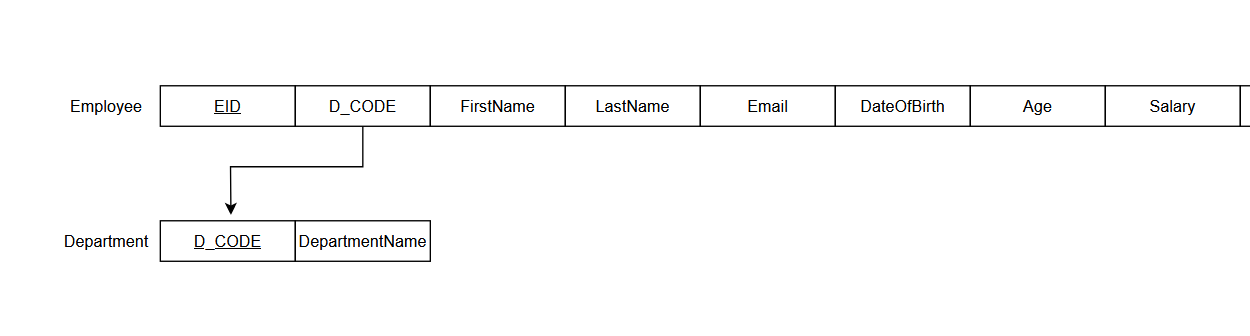 Employee EID D_CODE FirstName LastName Email DateOfBirth Age Salary
Department D_CODE DepartmentName